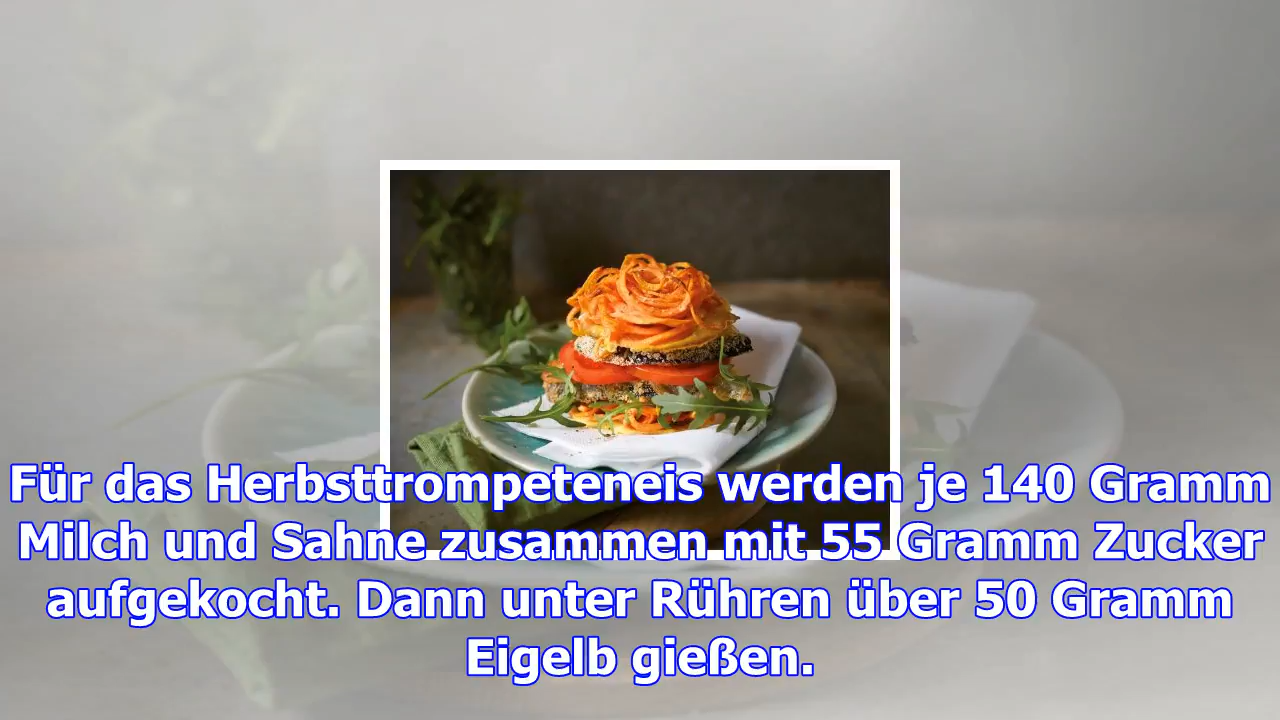 Für das Herbsttrompeteneis werden je 140 Gramm
Milch und Sahne zusammen mit 55 Gramm Zucker
aufgekocht. Dann unter Rühren über 50 Gramm
Eigelb gießen.